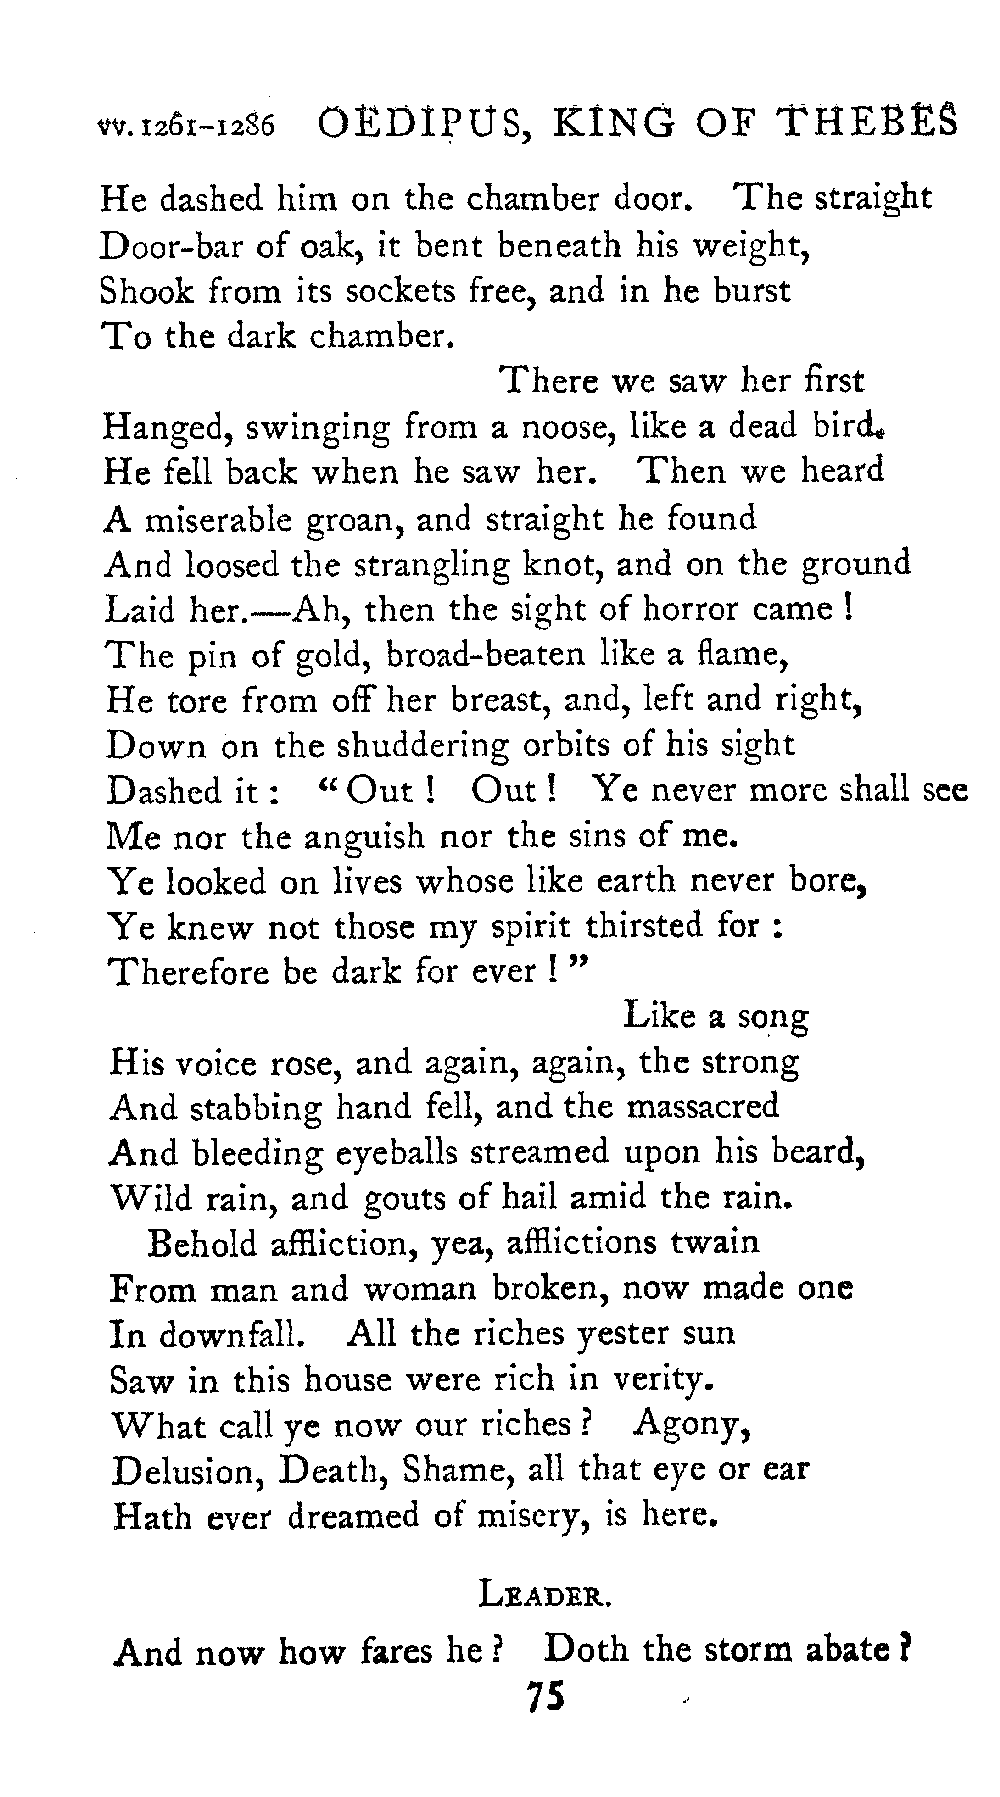 vv. 1261-1286 OEDIPUS, KING OF THEBES
He dashed him on the chamber door. The straight
Door-bar of oak, it bent beneath his weight,
Shook from its sockets free, and in he burst
To the dark chamber.
There we saw her first
Hanged, swinging from a noose, like a dead bird.
He fell back when he saw her. Then we heard
A miserable groan, and straight he found
And loosed the strangling knot, and on the ground
Laid her.—Ah, then the sight of horror came !
The pin of gold, broad-beaten like a flame,
He tore from off her breast, and, left and right,
Down on the shuddering orbits of his sight
Dashed it : “ Out ! Out ! Ye never more shall see
Me nor the anguish nor the sins of me.
Ye looked on lives whose like earth never bore,
Ye knew not those my spirit thirsted for :
Therefore be dark for ever ! ”
Like a song
His voice rose, and again, again, the strong
And stabbing hand fell, and the massacred
And bleeding eyeballs streamed upon his beard,
Wild rain, and gouts of hail amid the rain.
Behold affliction, yea, afflictions twain
From man and woman broken, now made one
In downfall. All the riches yester sun
Saw in this house were rich in verity.
What call ye now our riches ? Agony,
Delusion, Death, Shame, all that eye or ear
Hath ever dreamed of misery, is here.
LEADER.
And now how fares he ? Doth the storm abate ?
75